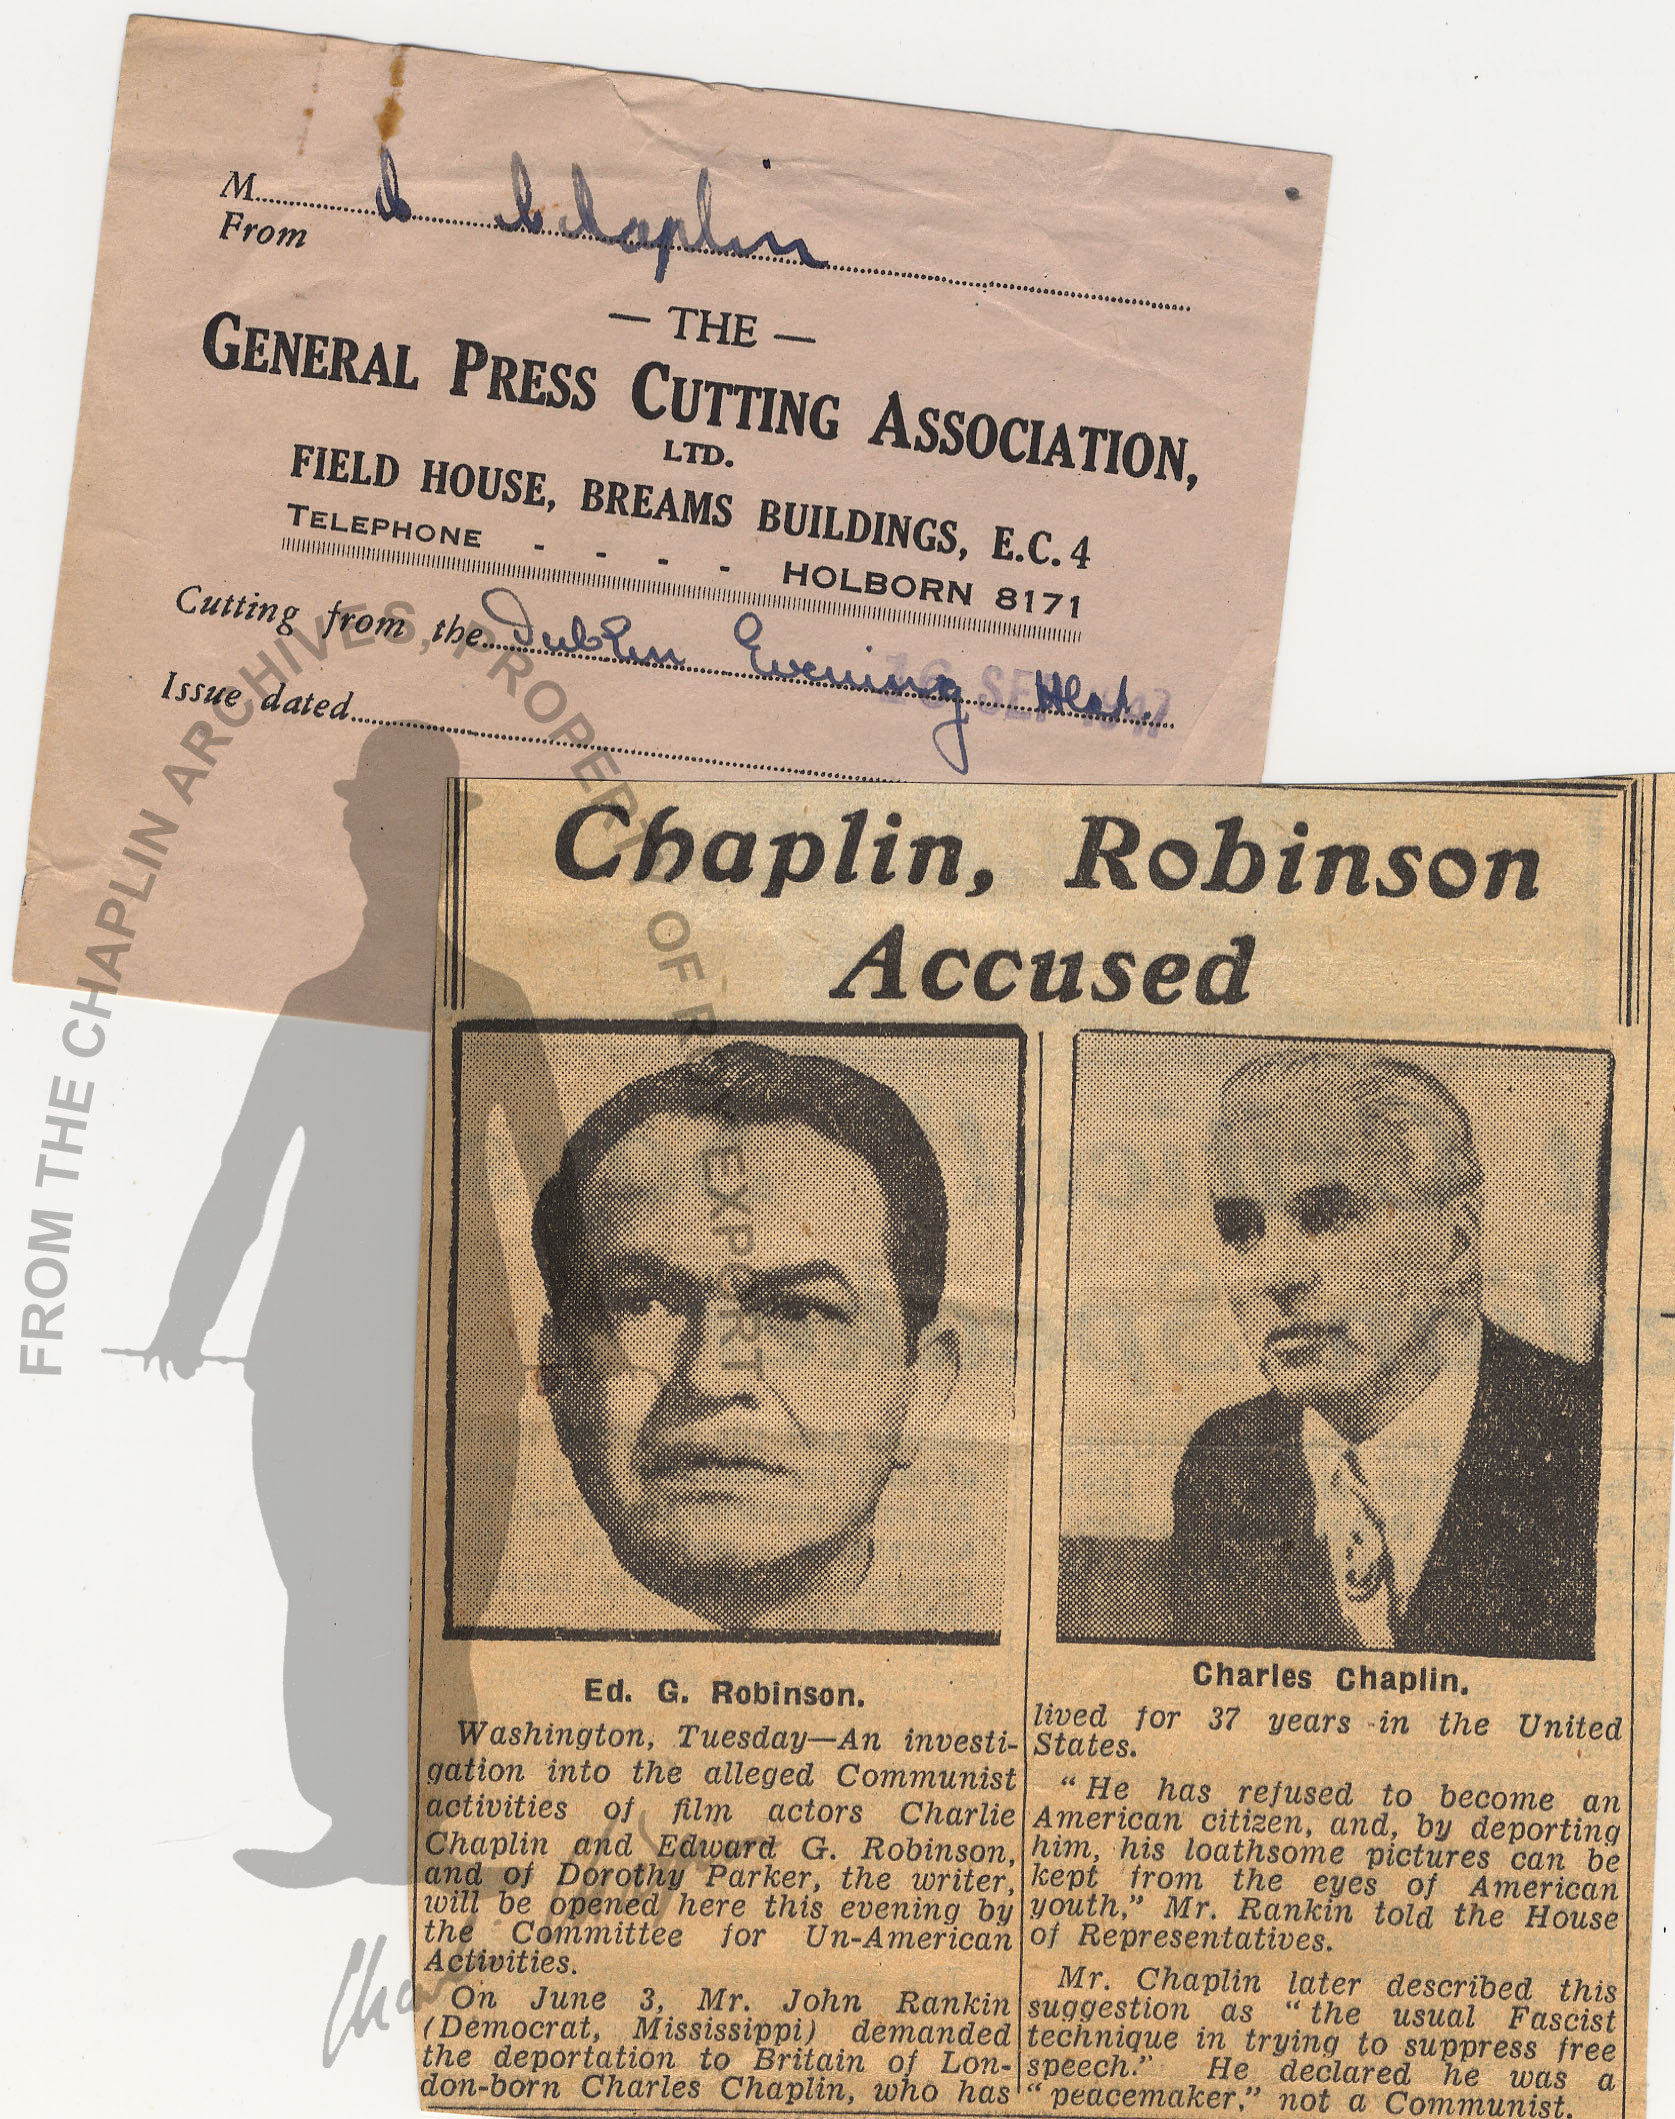 M.
C Chaplin
From
— THE —
GENERAL PRESS CUTTING ASSOCIATION,
LTD.
FIELD HOUSE, BREAMS BUILDINGS, E.C.4
TELEPHONE - - - - HOLBORN 8171
Cutting from the Dublin Evening
16 SEP 1947
Issue dated
FROM THE CHAPLIN ARCHIVES, PROPERTY OF ROY EXPORT
Chaplin, Robinson
Accused
Ed. G. Robinson.
Washington, Tuesday—An investi-
gation into the alleged Communist
activities of film actors Charlie
Chaplin and Edward G. Robinson,
and of Dorothy Parker, the writer,
will be opened here this evening by
the Committee for Un-American
Activities.
On June 3, Mr. John Rankin
(Democrat, Mississippi) demanded
the deportation to Britain of Lon-
don-born Charles Chaplin, who has
Charles Chaplin.
lived for 37 years in the United
States.
“He has refused to become an
American citizen, and, by deporting
him, his loathsome pictures can be
kept from the eyes of American
youth,” Mr. Rankin told the House
of Representatives.
Mr. Chaplin later described this
suggestion as “the usual Fascist
technique in trying to suppress free
speech.” He declared he was a
“peacemaker,” not a Communist.